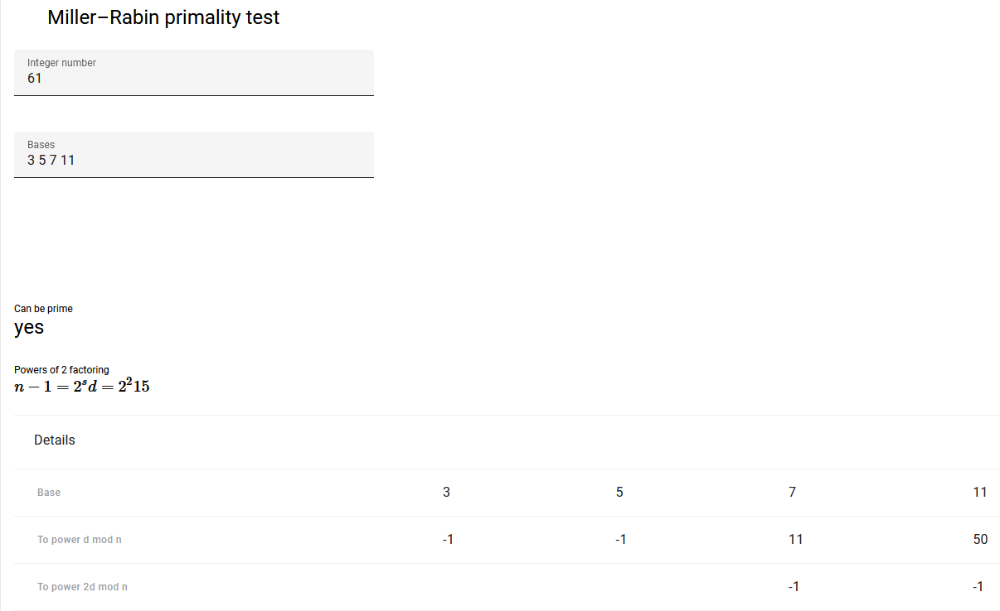 Miller–Rabin primality test
Integer number
61
Bases
3 5 7 11
Can be prime
yes
Powers of 2 factoring
n − 1 = 2^s d = 2^2 15
Details
Base 3 5 7 11
To power d mod n -1 -1 11 50
To power 2d mod n -1 -1